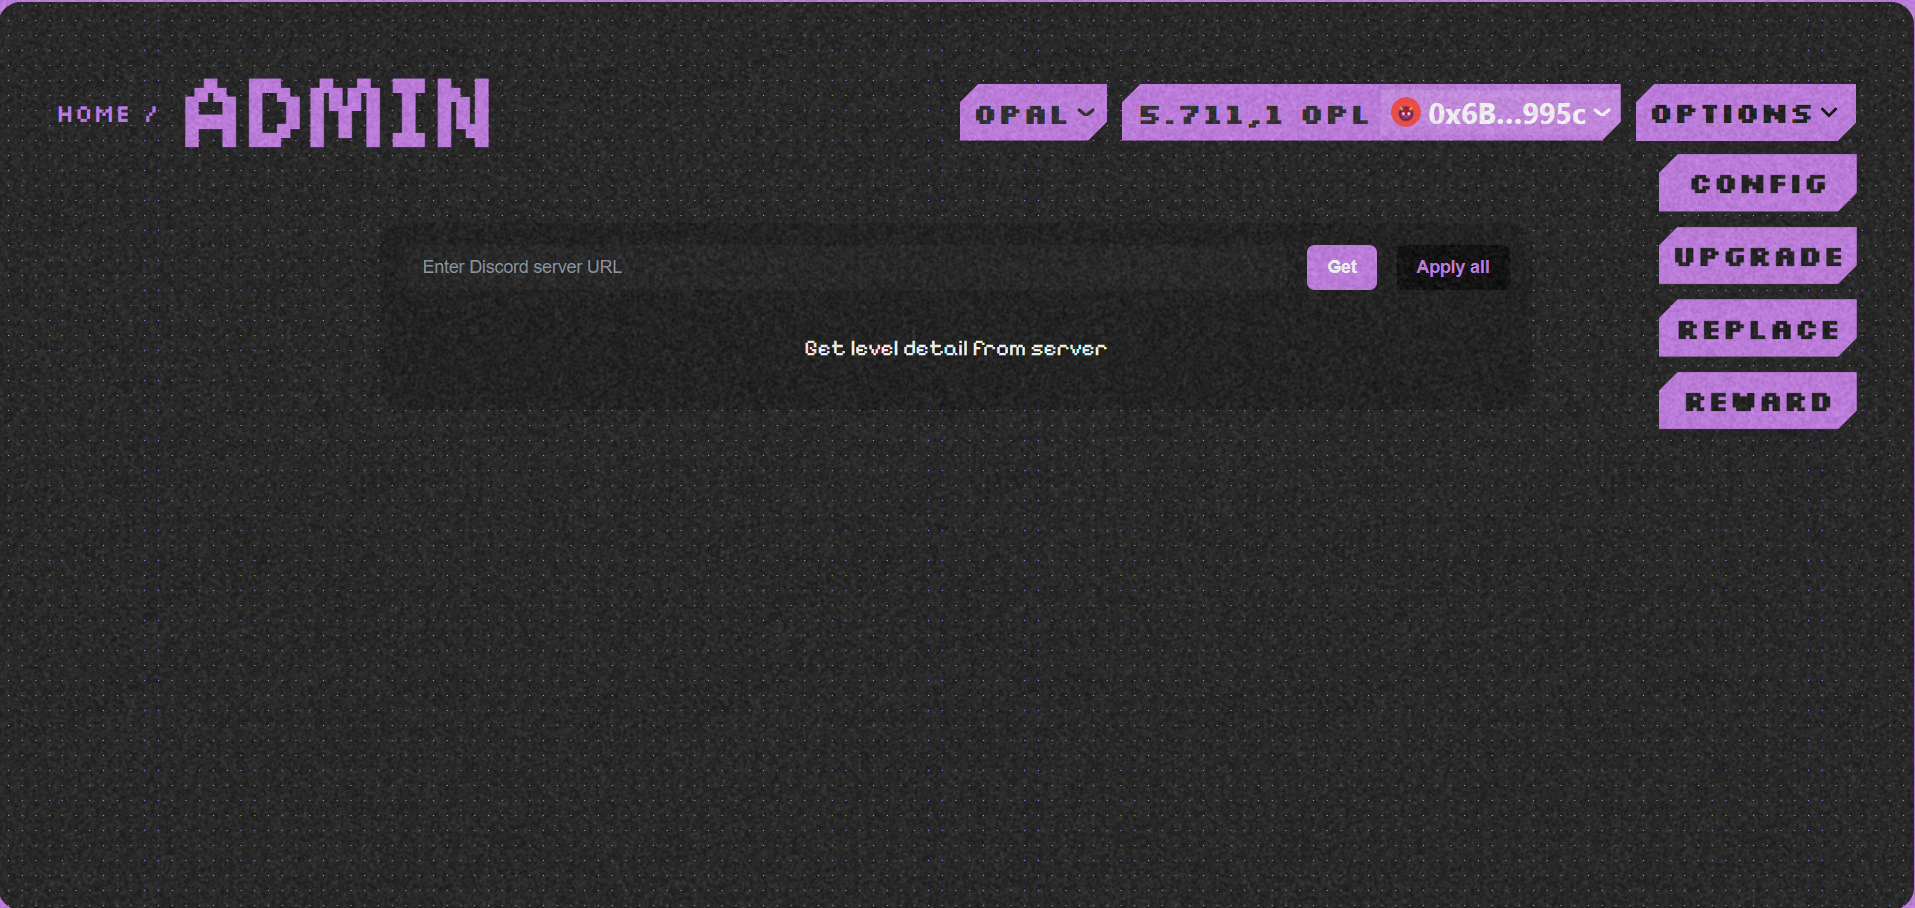 HOME / ADMIN
OPAL
5.711,1 OPL 0x6B...995c
OPTIONS
CONFIG
UPGRADE
REPLACE
REWARD
Enter Discord server URL
Get
Apply all
Get level detail from server